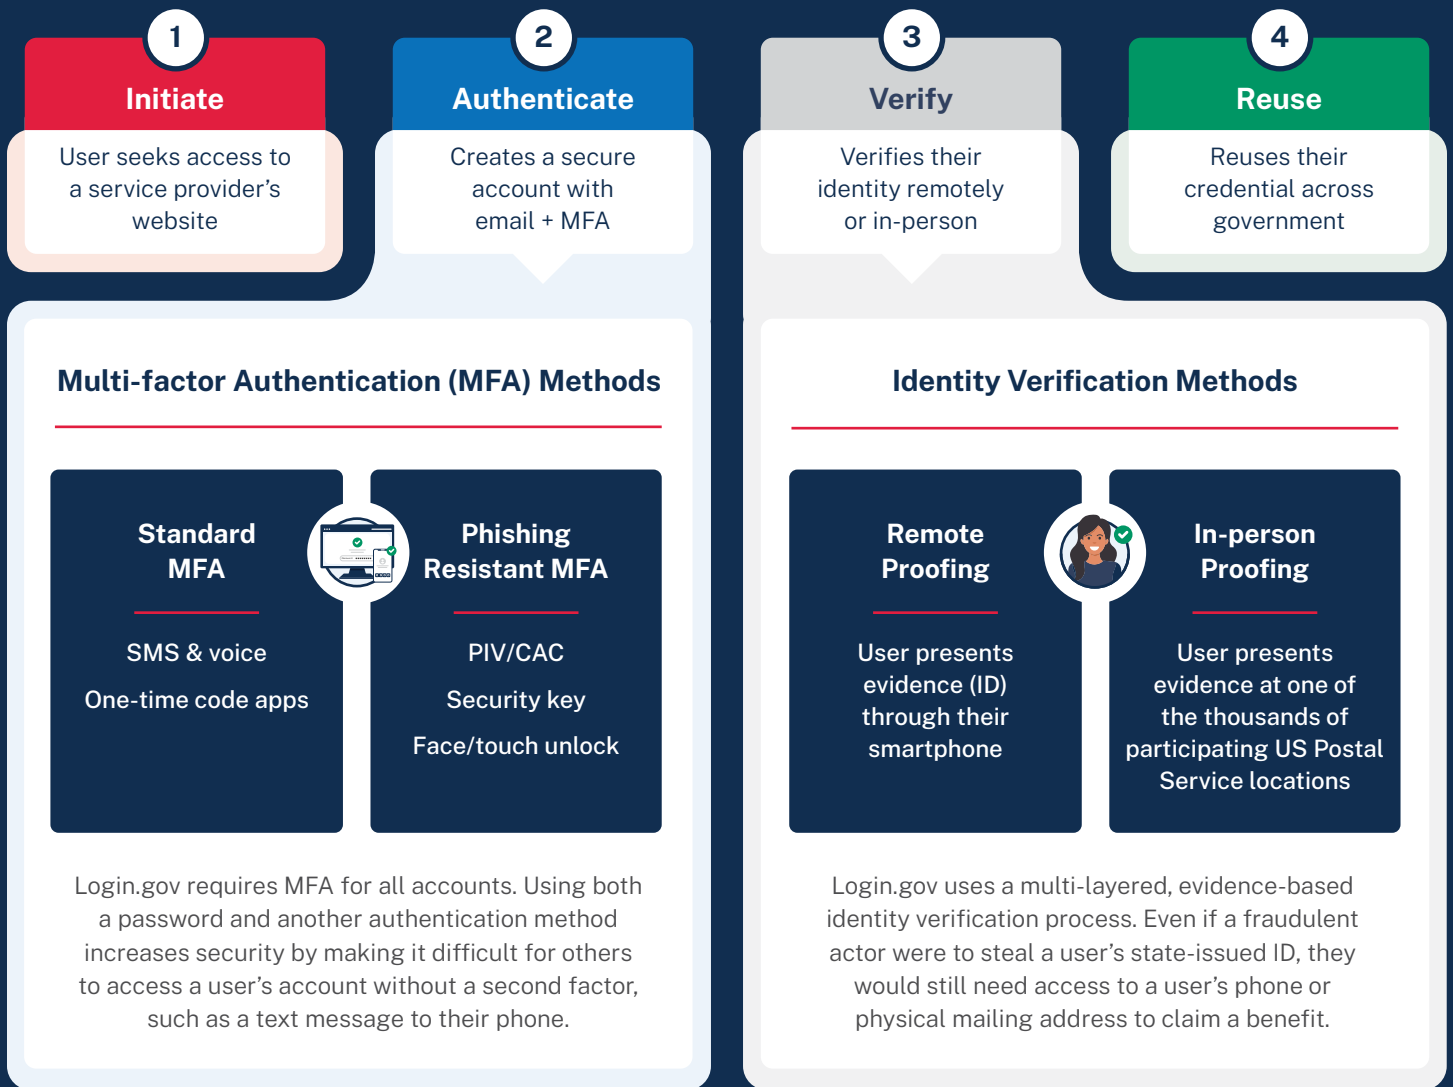 1
Initiate
User seeks access to
a service provider’s
website
2
Authenticate
Creates a secure
account with
email + MFA
3
Verify
Verifies their
identity remotely
or in-person
4
Reuse
Reuses their
credential across
government
Multi-factor Authentication (MFA) Methods
Standard
MFA
SMS & voice
One-time code apps
Phishing
Resistant MFA
PIV/CAC
Security key
Face/touch unlock
Login.gov requires MFA for all accounts. Using both
a password and another authentication method
increases security by making it difficult for others
to access a user’s account without a second factor,
such as a text message to their phone.
Identity Verification Methods
Remote
Proofing
User presents
evidence (ID)
through their
smartphone
In-person
Proofing
User presents
evidence at one of
the thousands of
participating US Postal
Service locations
Login.gov uses a multi-layered, evidence-based
identity verification process. Even if a fraudulent
actor were to steal a user’s state-issued ID, they
would still need access to a user’s phone or
physical mailing address to claim a benefit.